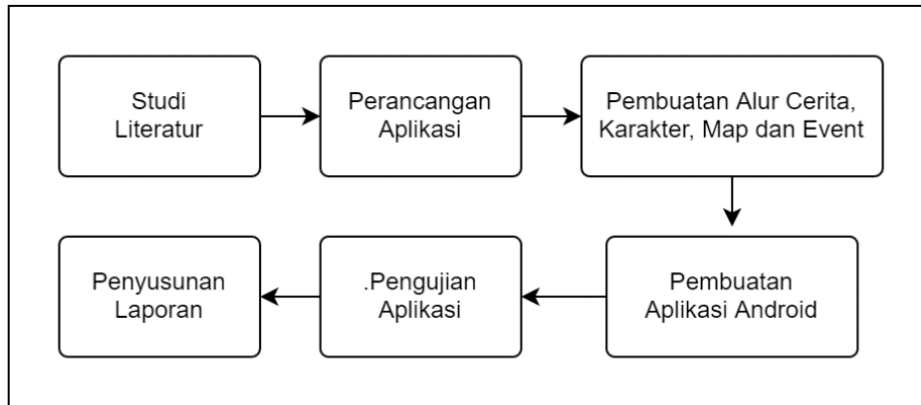 Studi
Literatur
Perancangan
Aplikasi
Pembuatan Alur Cerita,
Karakter, Map dan Event
Pembuatan
Aplikasi Android
.Pengujian
Aplikasi
Penyusunan
Laporan